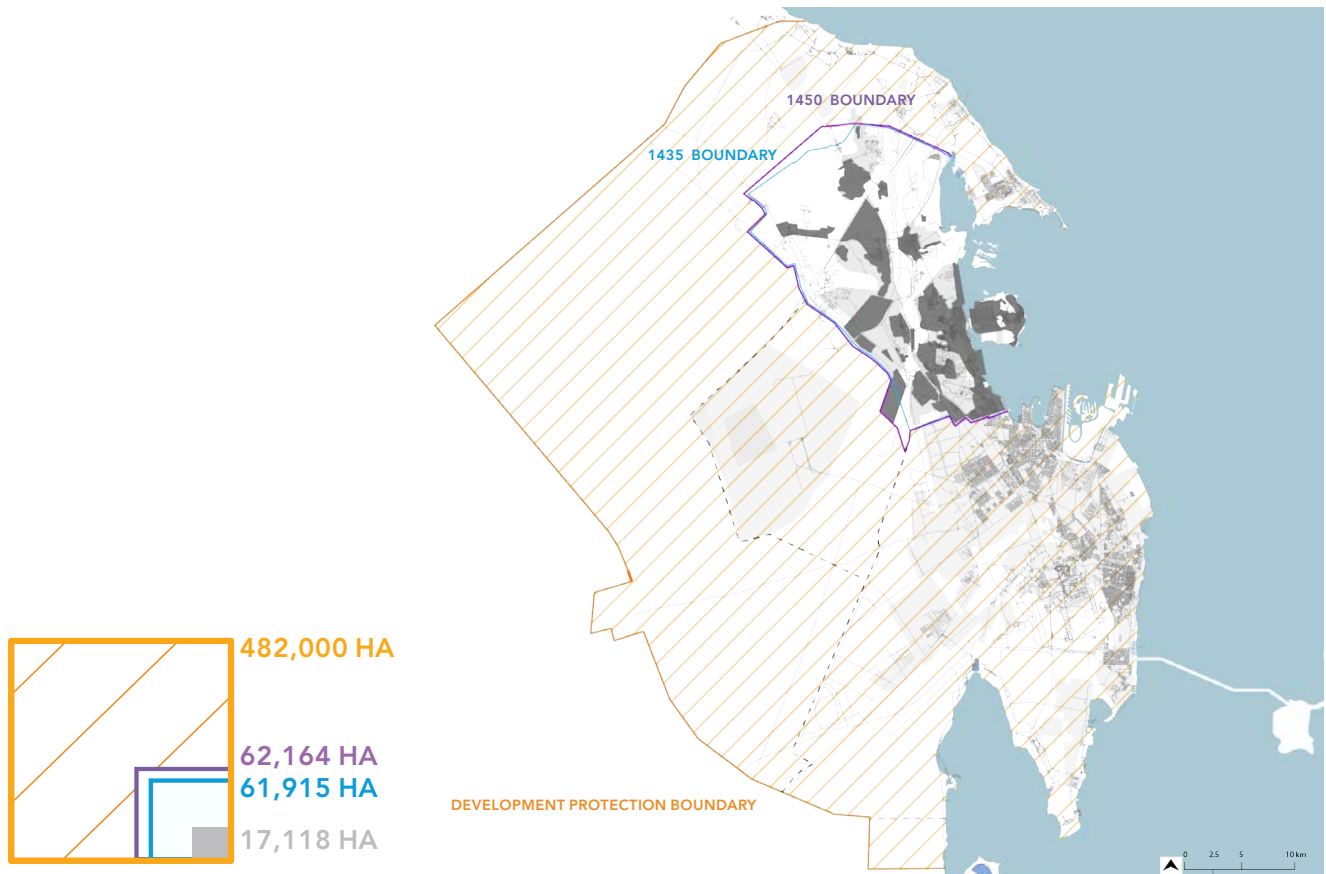 1450 BOUNDARY
1435 BOUNDARY
482,000 HA
62,164 HA
61,915 HA
17,118 HA
DEVELOPMENT PROTECTION BOUNDARY
0 2.5 5 10 km